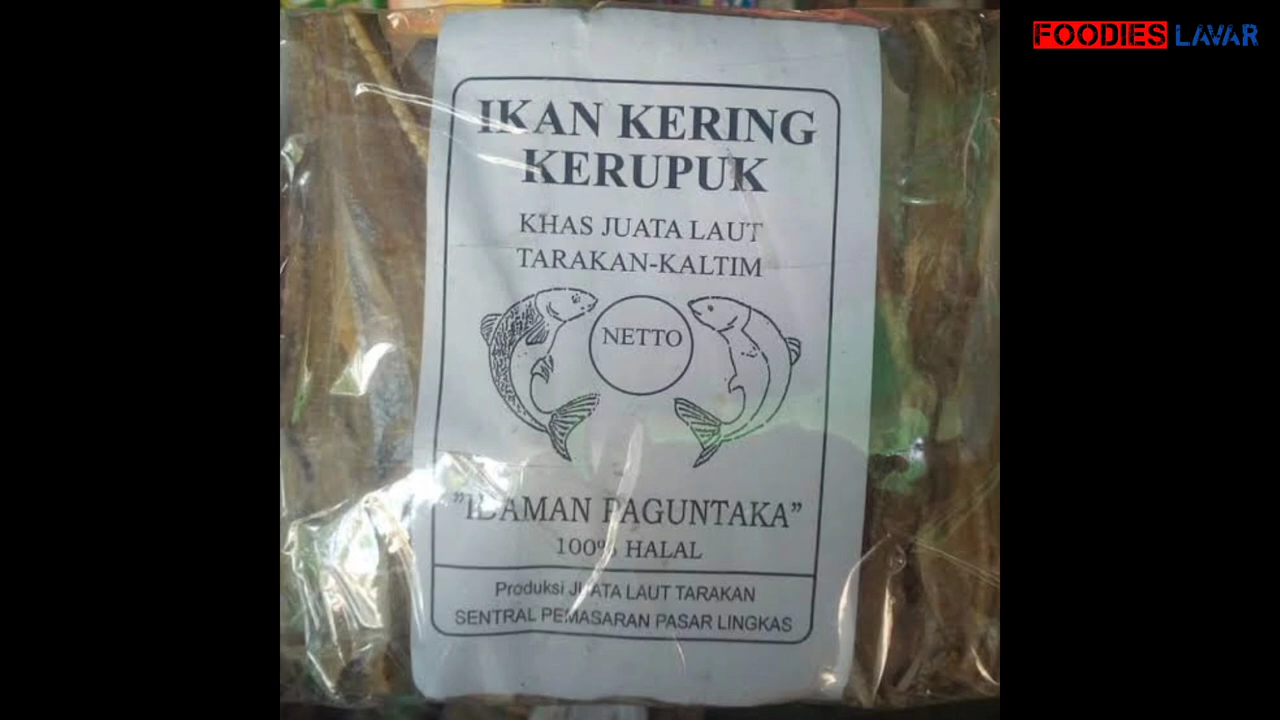 FOODIES LAVAR
IKAN KERING
KERUPUK
KHAS JUATA LAUT
TARAKAN-KALTIM
NETTO
"IDAMAN PAGUNTAKA"
100% HALAL
Produksi JUATA LAUT TARAKAN
SENTRAL PEMASARAN PASAR LINGKAS